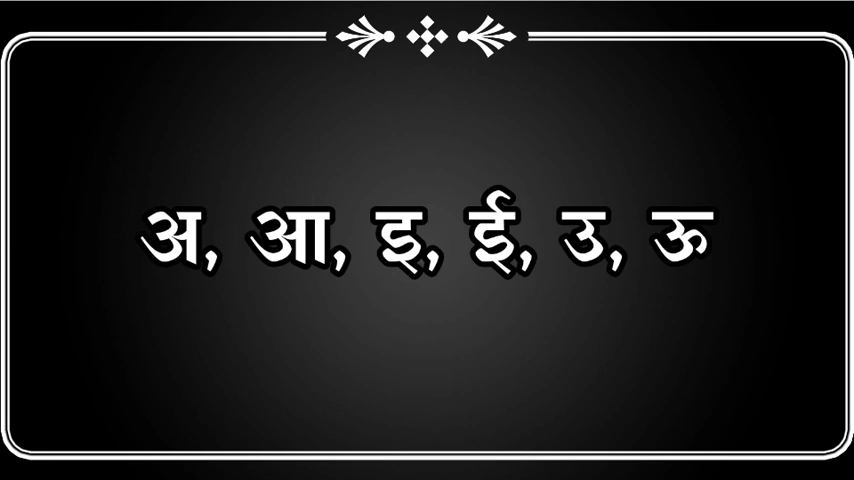 अ, आ, इ, ई, उ, ऊ